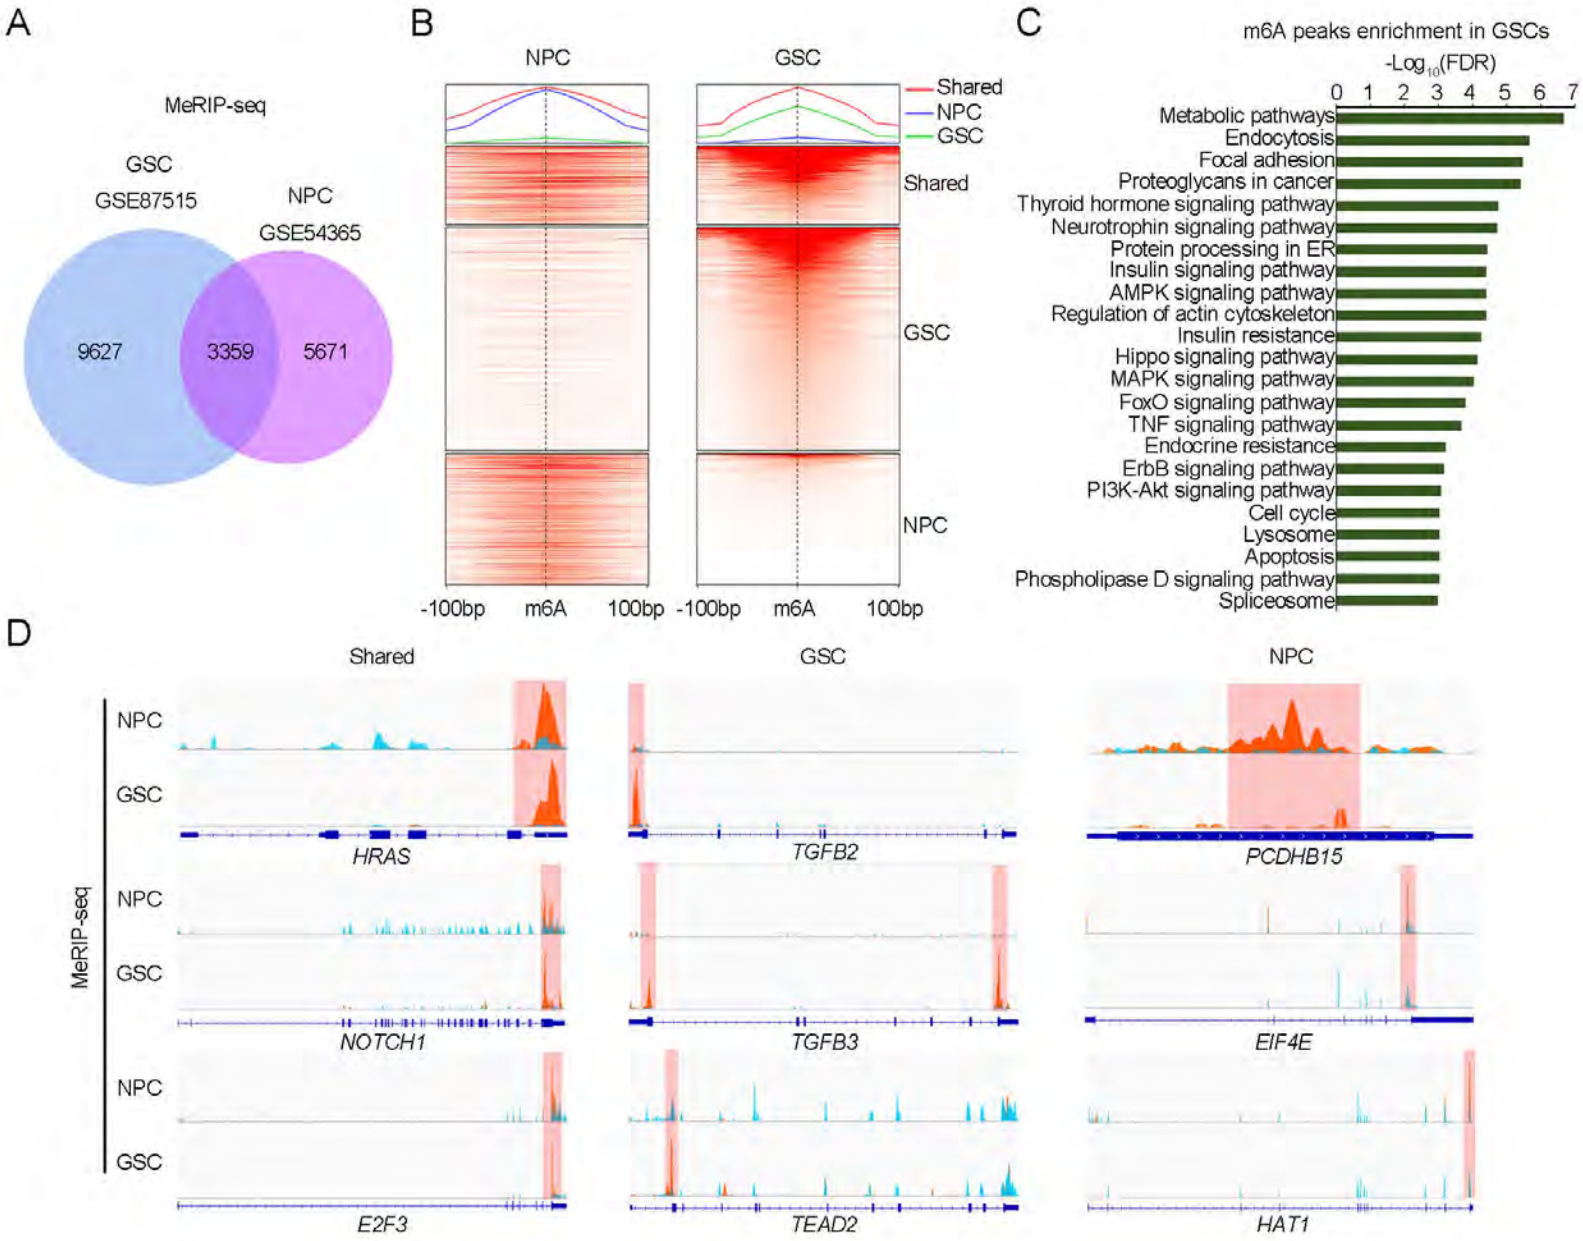 A
MeRIP-seq
GSC
GSE87515
NPC
GSE54365
9627
3359
5671
B
NPC
GSC
Shared
NPC
GSC
Shared
GSC
NPC
-100bp m6A 100bp
-100bp m6A 100bp
C
m6A peaks enrichment in GSCs
-Log10(FDR)
0 1 2 3 4 5 6 7
Metabolic pathways
Endocytosis
Focal adhesion
Proteoglycans in cancer
Thyroid hormone signaling pathway
Neurotrophin signaling pathway
Protein processing in ER
Insulin signaling pathway
AMPK signaling pathway
Regulation of actin cytoskeleton
Insulin resistance
Hippo signaling pathway
MAPK signaling pathway
FoxO signaling pathway
TNF signaling pathway
Endocrine resistance
ErbB signaling pathway
PI3K-Akt signaling pathway
Cell cycle
Lysosome
Apoptosis
Phospholipase D signaling pathway
Spliceosome
D
Shared GSC NPC
MeRIP-seq
NPC
GSC
HRAS TGFB2 PCDHB15
NPC
GSC
NOTCH1 TGFB3 EIF4E
NPC
GSC
E2F3 TEAD2 HAT1